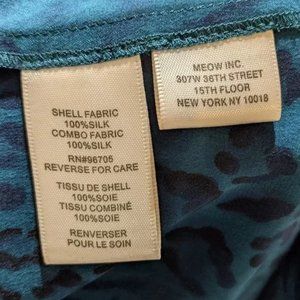 SHELL FABRIC
100%SILK
COMBO FABRIC
100%SILK
RN#96705
REVERSE FOR CARE
TISSU DE SHELL
100%SOIE
TISSU COMBINÉ
100%SOIE
RENVERSER
POUR LE SOIN
MEOW INC.
307W 36TH STREET
15TH FLOOR
NEW YORK NY 10018